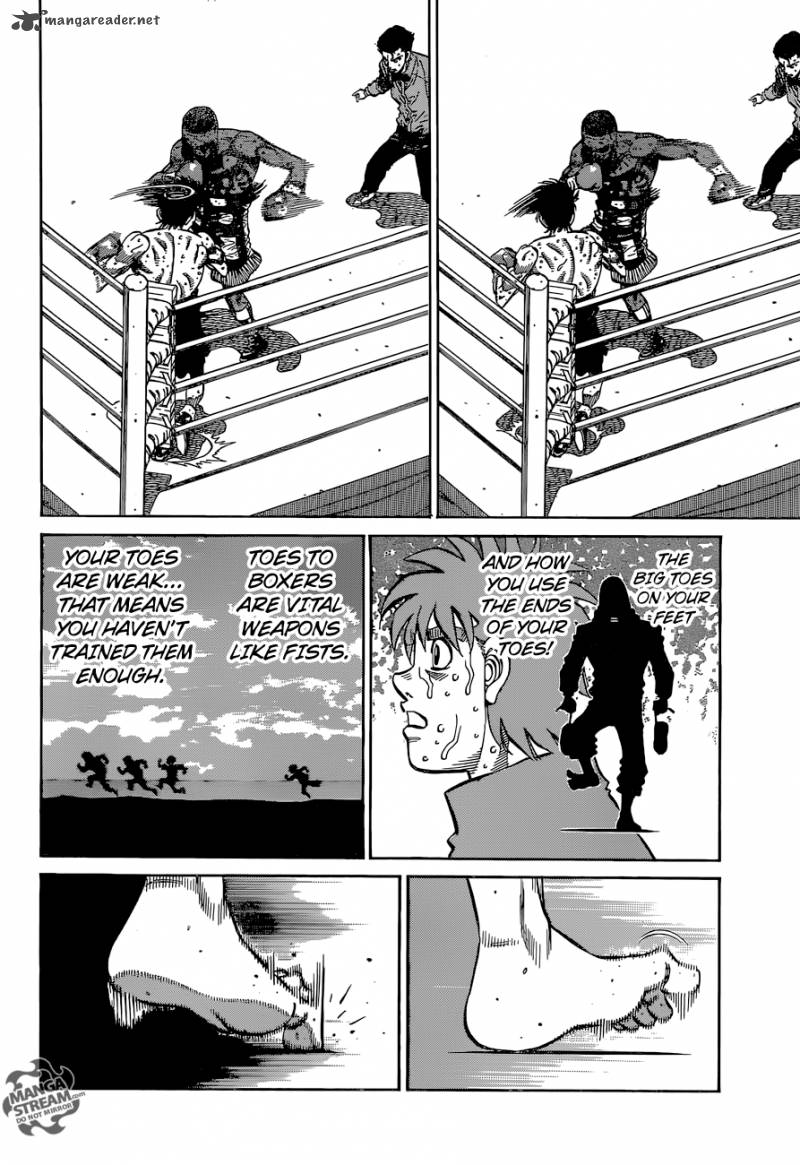 mangareader.net
THE
BIG TOES
ON YOUR
FEET
AND HOW
YOU USE
THE ENDS
OF YOUR
TOES!
TOES TO
BOXERS
ARE VITAL
WEAPONS
LIKE FISTS.
YOUR TOES
ARE WEAK...
THAT MEANS
YOU HAVEN'T
TRAINED THEM
ENOUGH.
MANGA
STREAM.COM
DO NOT MIRROR